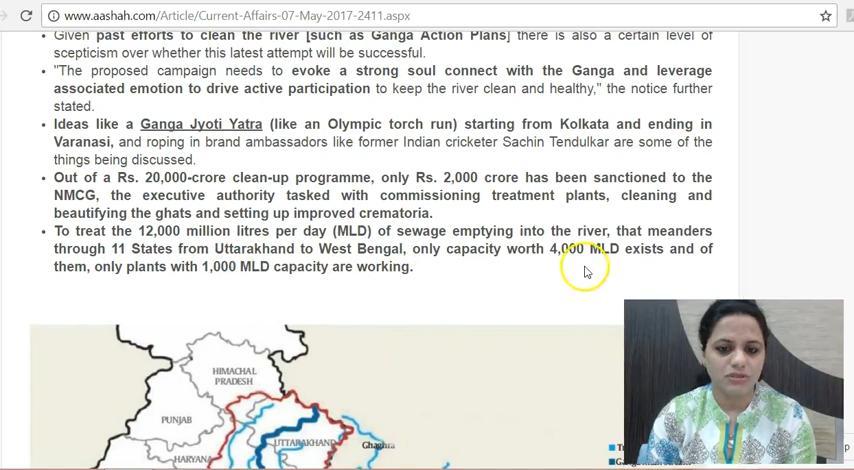 www.aashah.com/Article/Current-Affairs-07-May-2017-2411.aspx
Given past efforts to clean the river [such as Ganga Action Plans] there is also a certain level of
scepticism over whether this latest attempt will be successful.
"The proposed campaign needs to evoke a strong soul connect with the Ganga and leverage
associated emotion to drive active participation to keep the river clean and healthy," the notice further
stated.
Ideas like a Ganga Jyoti Yatra (like an Olympic torch run) starting from Kolkata and ending in
Varanasi, and roping in brand ambassadors like former Indian cricketer Sachin Tendulkar are some of the
things being discussed.
Out of a Rs. 20,000-crore clean-up programme, only Rs. 2,000 crore has been sanctioned to the
NMCG, the executive authority tasked with commissioning treatment plants, cleaning and
beautifying the ghats and setting up improved crematoria.
To treat the 12,000 million litres per day (MLD) of sewage emptying into the river, that meanders
through 11 States from Uttarakhand to West Bengal, only capacity worth 4,000 MLD exists and of
them, only plants with 1,000 MLD capacity are working.
HIMACHAL
PRADESH
PUNJAB
UTTARAKHAND
Ghaghra
HARYANA